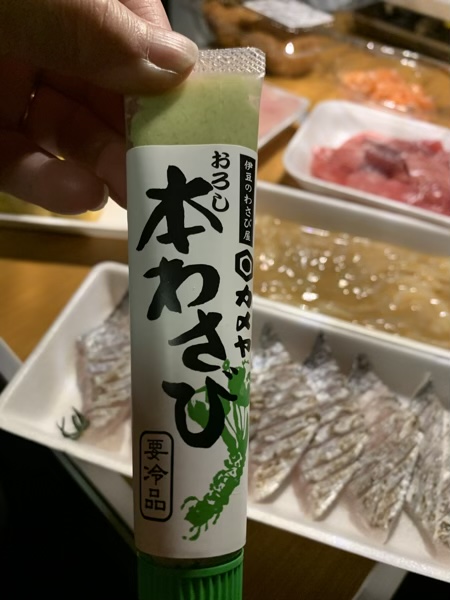 伊豆のわさび屋
カメヤ
おろし
本わさび
要冷品